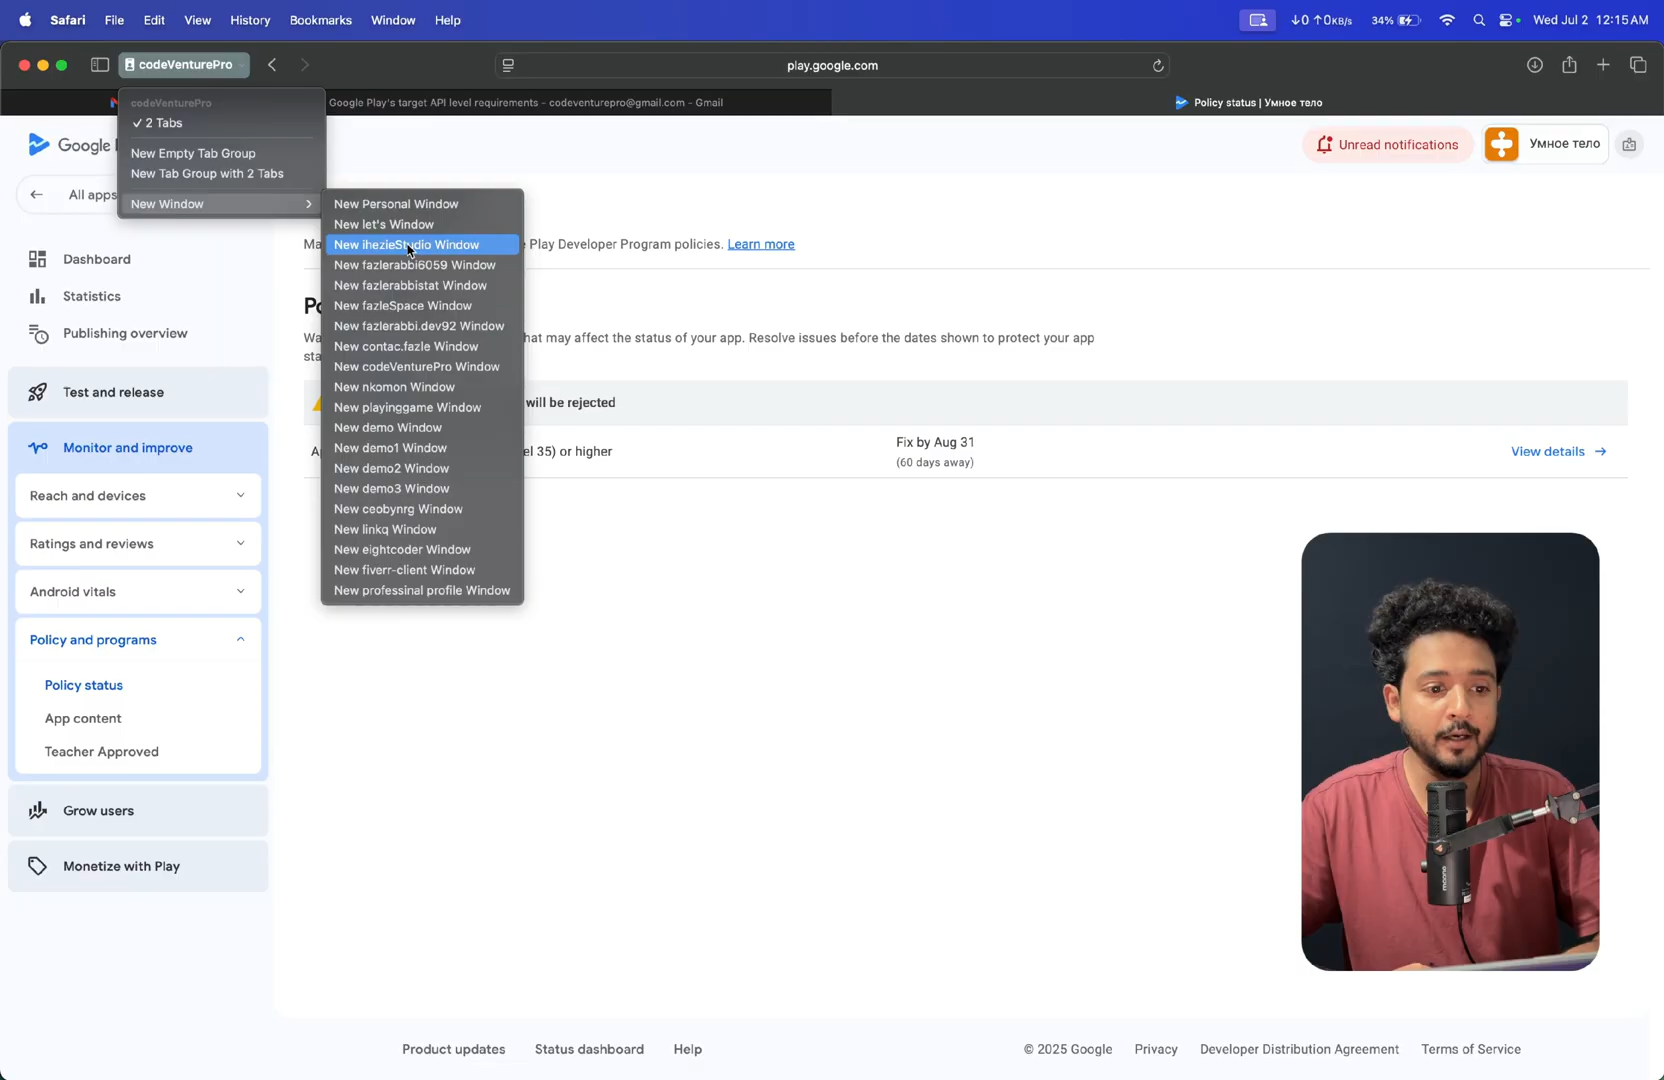 Safari File Edit View History Bookmarks Window Help
↓0 ↑0KB/s 34% Wed Jul 2 12:15 AM
codeVenturePro
play.google.com
Google Play's target API level requirements - codeventurepro@gmail.com - Gmail
Policy status | Умное тело
codeVenturePro
✓ 2 Tabs
New Empty Tab Group
New Tab Group with 2 Tabs
New Window
New Personal Window
New let's Window
New ihezieStudio Window
New fazlerabbi6059 Window
New fazlerabbistat Window
New fazleSpace Window
New fazlerabbi.dev92 Window
New contac.fazle Window
New codeVenturePro Window
New nkomon Window
New playinggame Window
New demo Window
New demo1 Window
New demo2 Window
New demo3 Window
New ceobynrg Window
New linkq Window
New eightcoder Window
New fiverr-client Window
New professinal profile Window
Google
Unread notifications
Умное тело
All apps
Dashboard
Statistics
Publishing overview
Test and release
Monitor and improve
Reach and devices
Ratings and reviews
Android vitals
Policy and programs
Policy status
App content
Teacher Approved
Grow users
Monetize with Play
Play Developer Program policies. Learn more
that may affect the status of your app. Resolve issues before the dates shown to protect your app
will be rejected
35) or higher
Fix by Aug 31
(60 days away)
View details
Product updates Status dashboard Help
© 2025 Google Privacy Developer Distribution Agreement Terms of Service